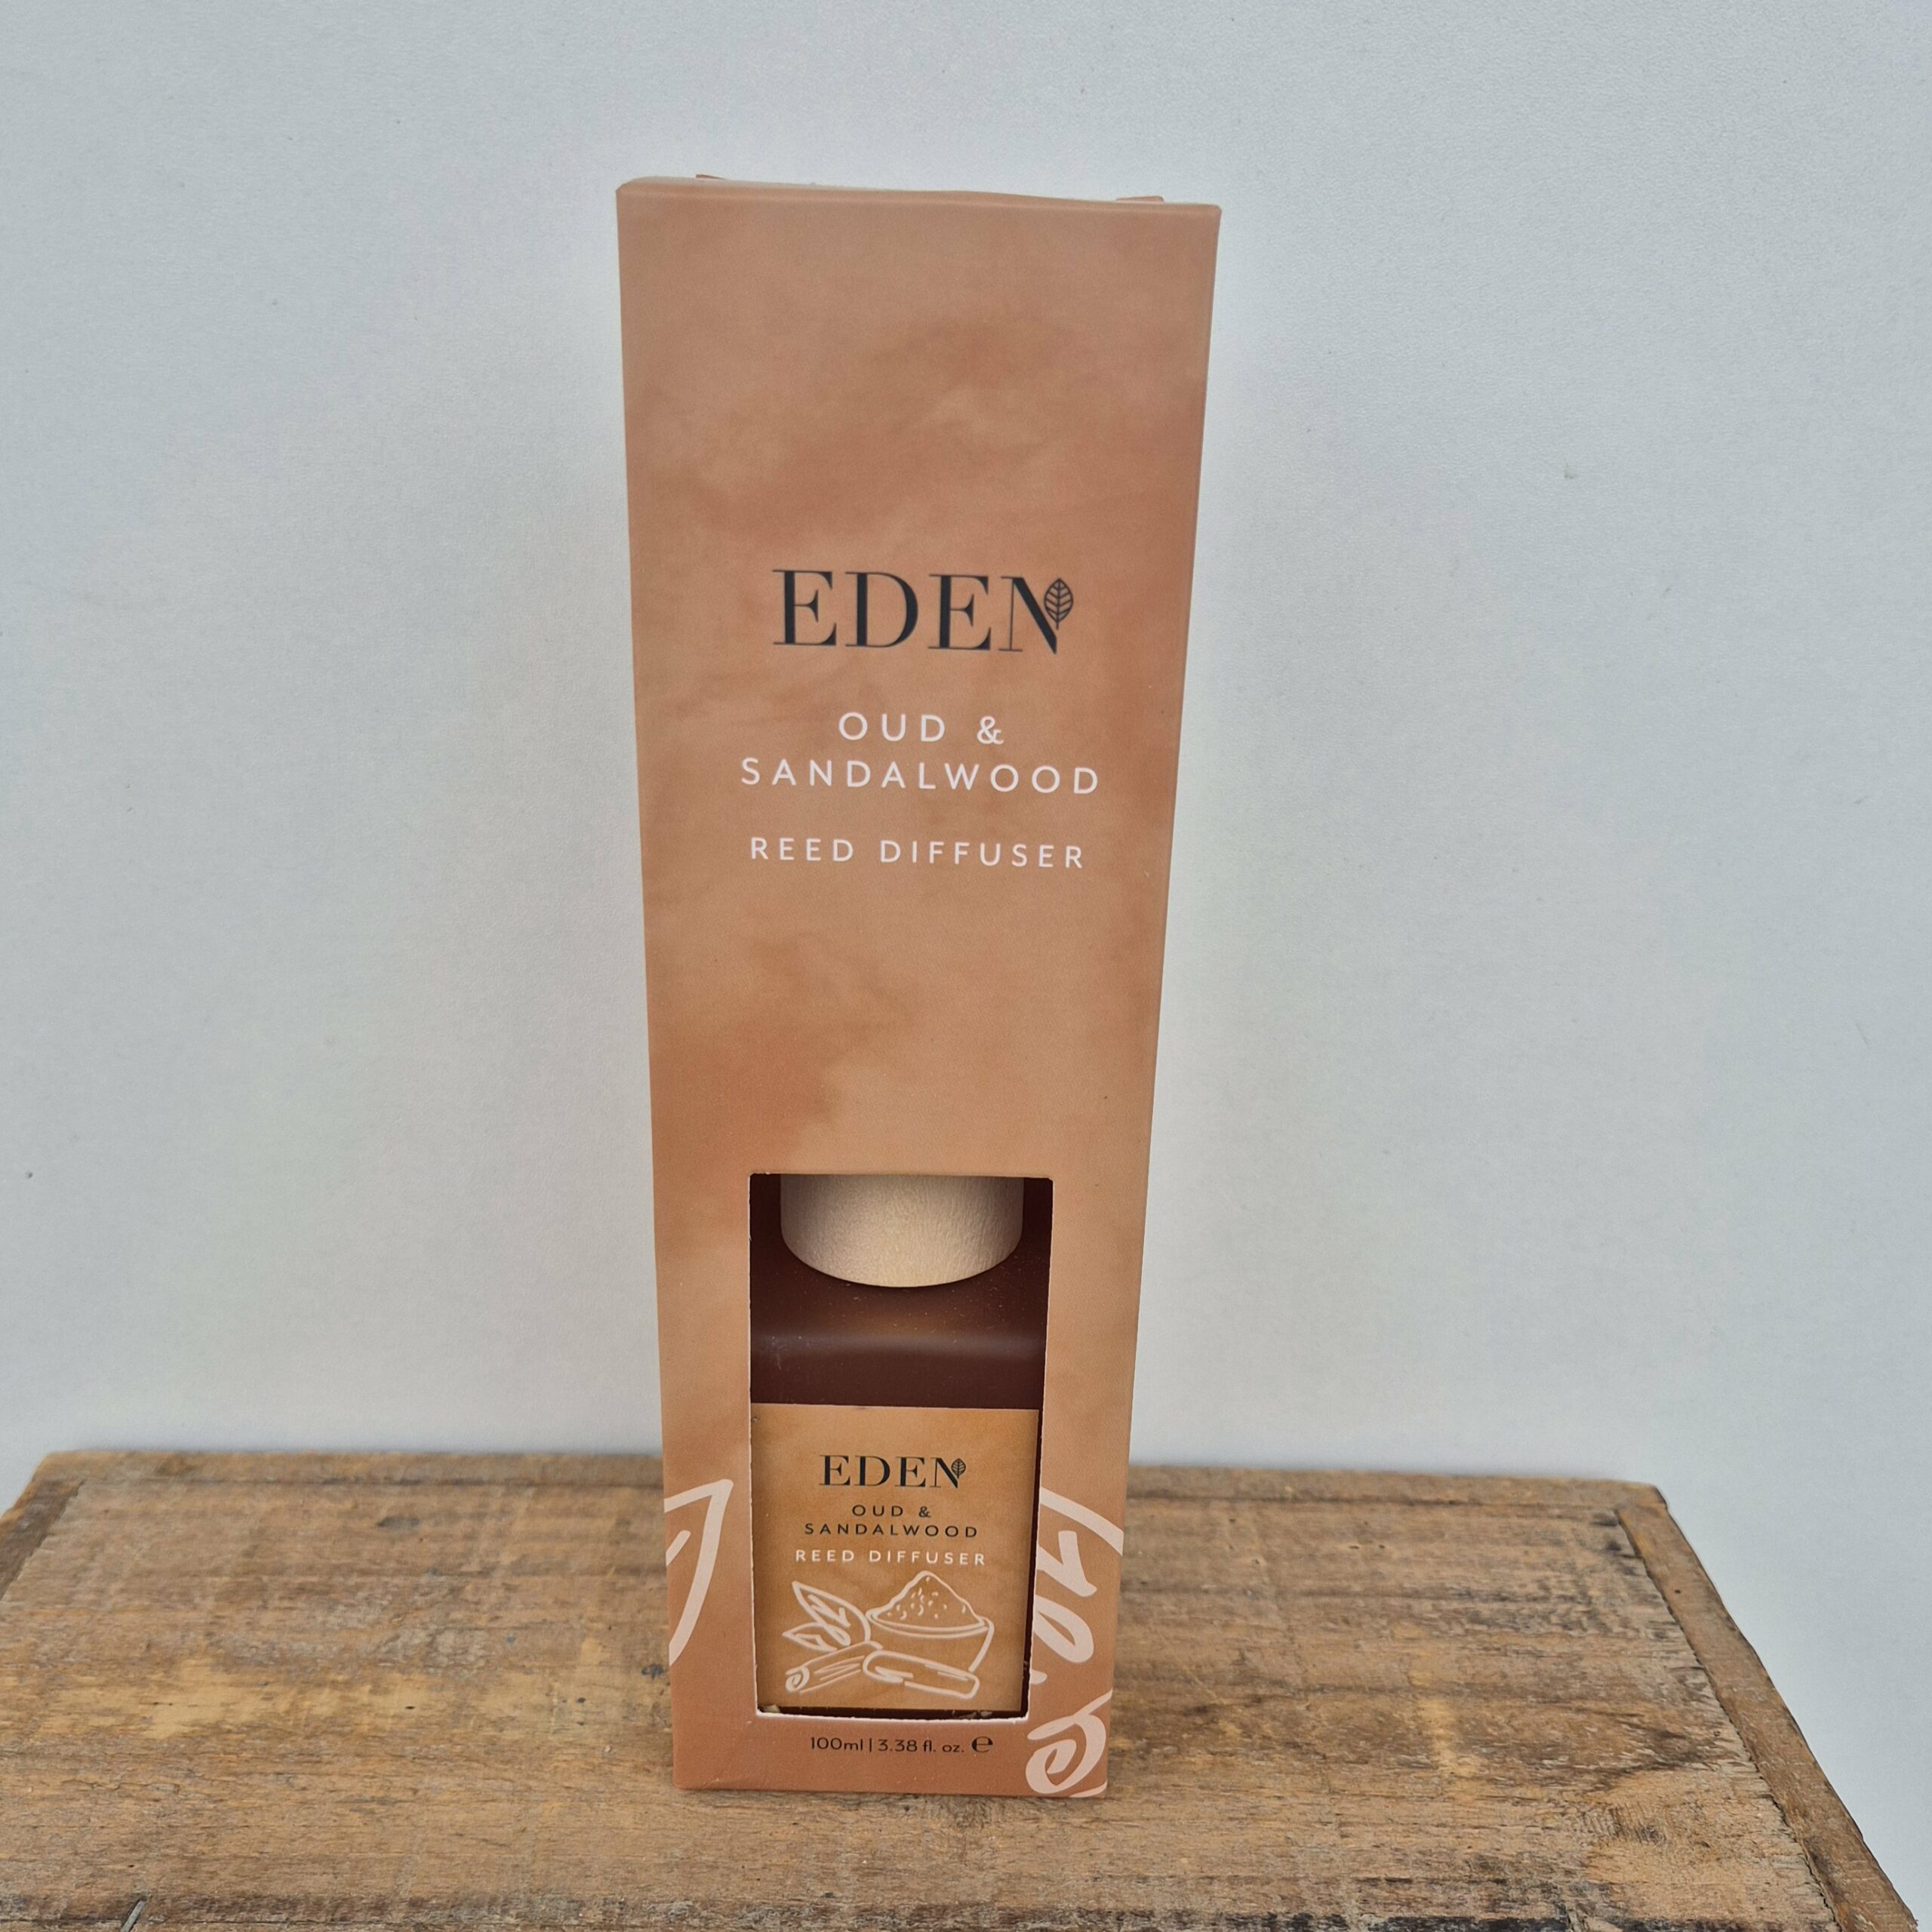 EDEN
OUD &
SANDALWOOD
REED DIFFUSER
EDEN
OUD &
SANDALWOOD
REED DIFFUSER
100ml | 3.38 fl. oz. ℮